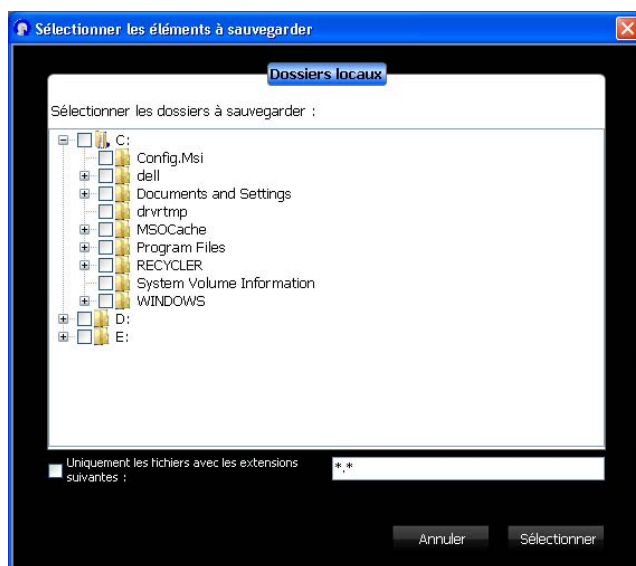 Sélectionner les éléments à sauvegarder
Dossiers locaux
Sélectionner les dossiers à sauvegarder :
C:
Config.Msi
dell
Documents and Settings
drvrtmp
MSOCache
Program Files
RECYCLER
System Volume Information
WINDOWS
D:
E:
Uniquement les fichiers avec les extensions
suivantes :
*.*
Annuler
Sélectionner